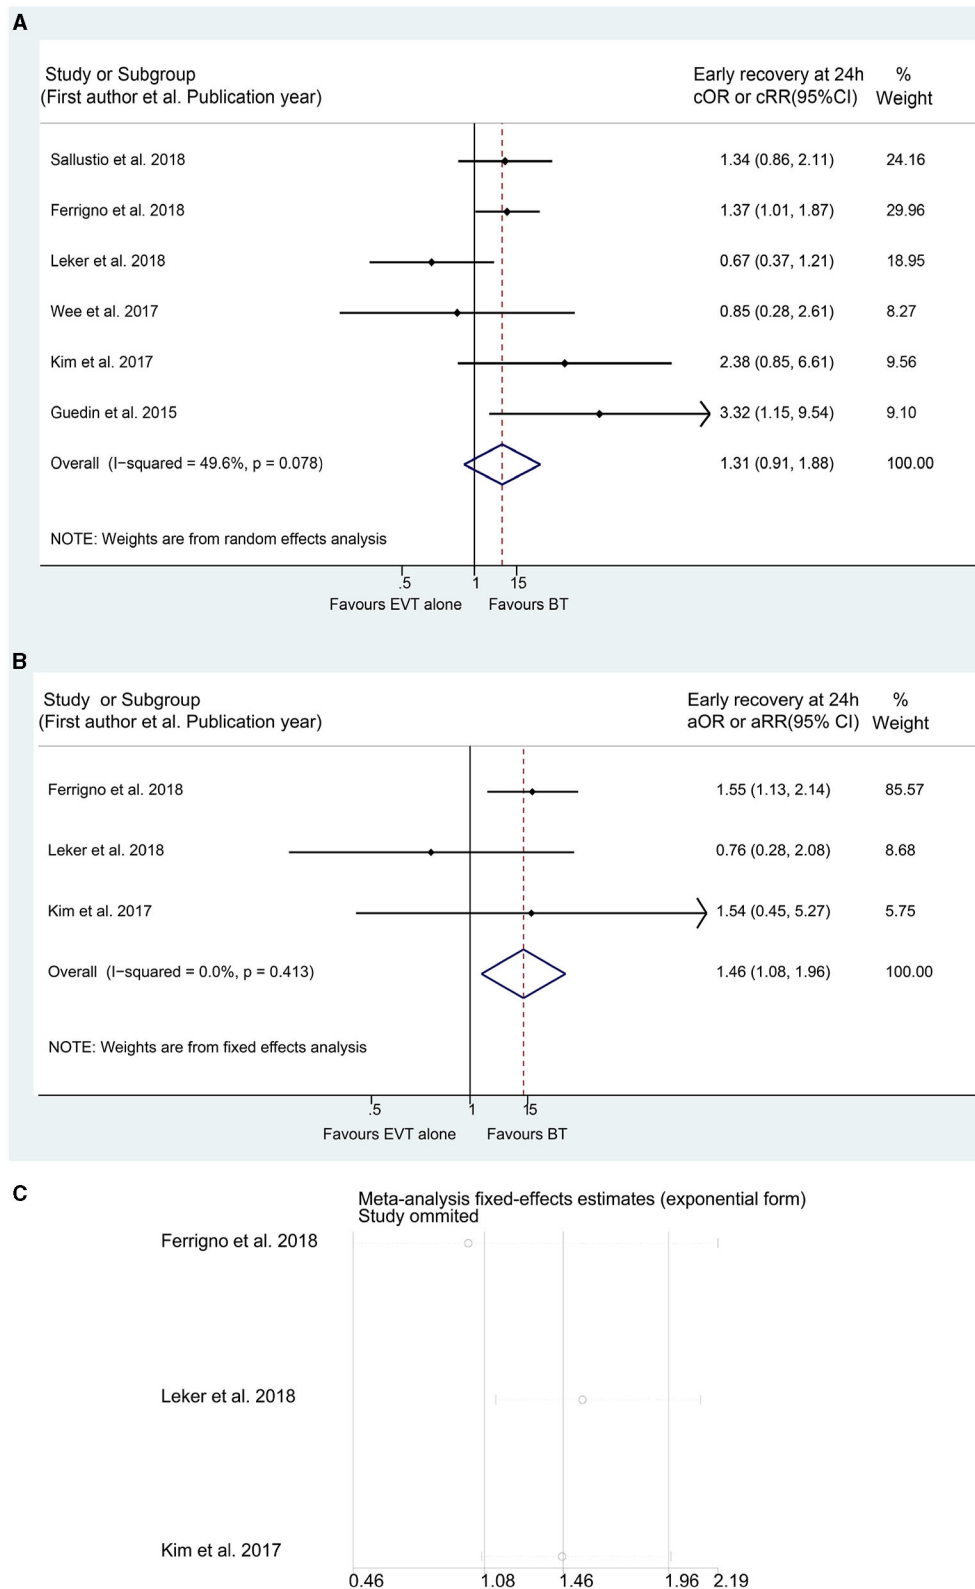 A
Study or Subgroup
(First author et al. Publication year)
Early recovery at 24h
cOR or cRR(95%CI)
%
Weight
Sallustio et al. 2018 1.34 (0.86, 2.11) 24.16
Ferrigno et al. 2018 1.37 (1.01, 1.87) 29.96
Leker et al. 2018 0.67 (0.37, 1.21) 18.95
Wee et al. 2017 0.85 (0.28, 2.61) 8.27
Kim et al. 2017 2.38 (0.85, 6.61) 9.56
Guedin et al. 2015 3.32 (1.15, 9.54) 9.10
Overall (I−squared = 49.6%, p = 0.078) 1.31 (0.91, 1.88) 100.00
NOTE: Weights are from random effects analysis
.5 1 15
Favours EVT alone Favours BT
B
Study or Subgroup
(First author et al. Publication year)
Early recovery at 24h
aOR or aRR(95% CI)
%
Weight
Ferrigno et al. 2018 1.55 (1.13, 2.14) 85.57
Leker et al. 2018 0.76 (0.28, 2.08) 8.68
Kim et al. 2017 1.54 (0.45, 5.27) 5.75
Overall (I−squared = 0.0%, p = 0.413) 1.46 (1.08, 1.96) 100.00
NOTE: Weights are from fixed effects analysis
.5 1 15
Favours EVT alone Favours BT
C
Meta-analysis fixed-effects estimates (exponential form)
Study ommited
Ferrigno et al. 2018
Leker et al. 2018
Kim et al. 2017
0.46 1.08 1.46 1.96 2.19